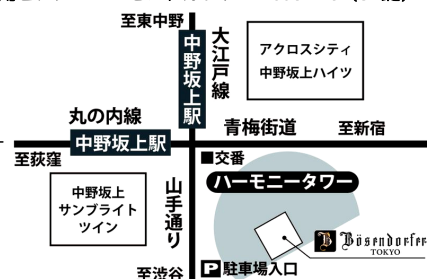 至東中野
中野坂上駅
大江戸線
アクロスシティ
中野坂上ハイツ
丸の内線
中野坂上駅
青梅街道
至新宿
至荻窪
■交番
ハーモニータワー
中野坂上
サンブライト
ツイン
山手通り
B Bösendorfer
TOKYO
至渋谷
P 駐車場入口